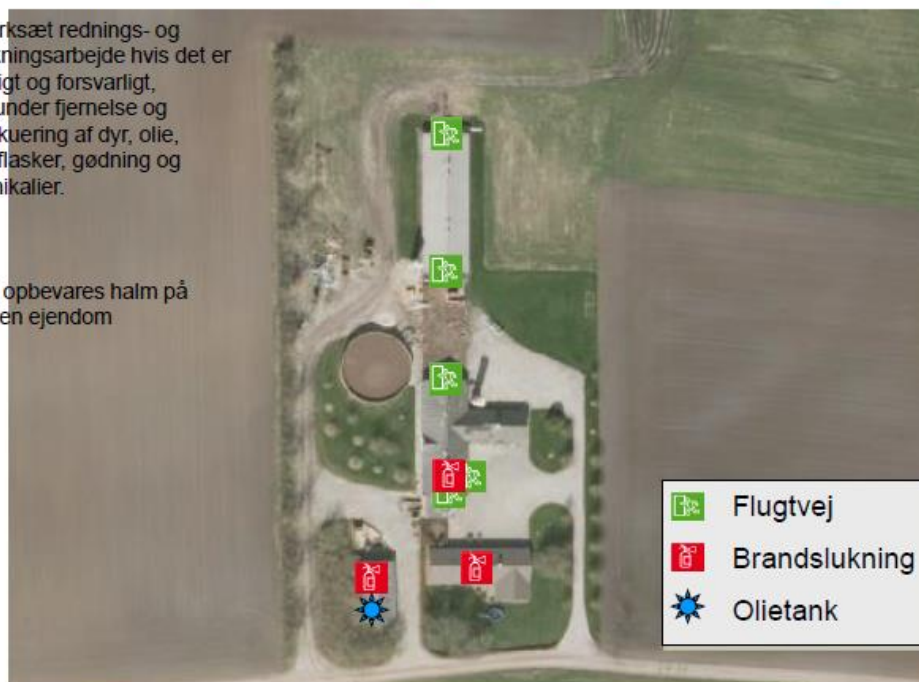 rksæt rednings- og
kningsarbejde hvis det er
igt og forsvarligt,
under fjernelse og
kuering af dyr, olie,
flasker, gødning og
nikalier.
opbevares halm på
en ejendom
Flugtvej
Brandslukning
Olietank